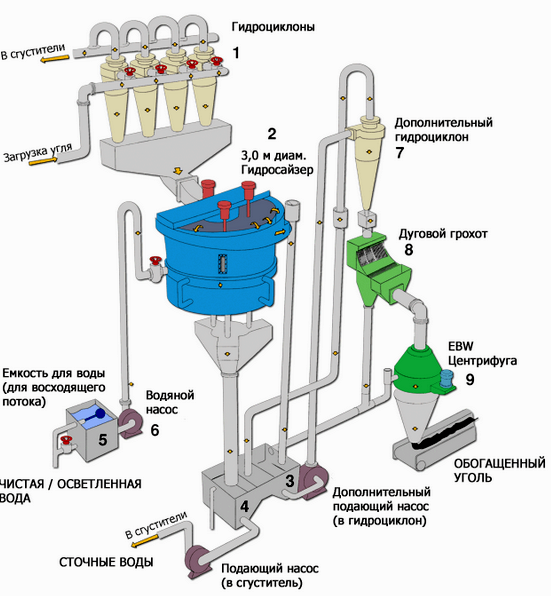 Гидроциклоны
1
В сгустители
Загрузка угля
2
3,0 м диам.
Гидросайзер
Дополнительный
гидроциклон
7
Дуговой грохот
8
EBW
Центрифуга
9
Емкость для воды
(для восходящего
потока)
5
Водяной
насос
6
ЧИСТАЯ / ОСВЕТЛЕННАЯ
ВОДА
3
4
ОБОГАЩЕННЫЙ
УГОЛЬ
Дополнительный
подающий насос
(в гидроциклон)
В сгустители
СТОЧНЫЕ ВОДЫ
Подающий насос
(в сгуститель)